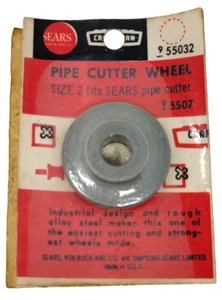 SEARS
CRAFTSMAN
9 55032
PIPE CUTTER WHEEL
SIZE 2 fits SEARS pipe cutter
9 5507
Industrial design and tough
alloy steel make this one of
the easiest cutting and strong-
est wheels made.
SEARS, ROEBUCK AND CO. AND SIMPSONS-SEARS LIMITED
Made in U.S.A.